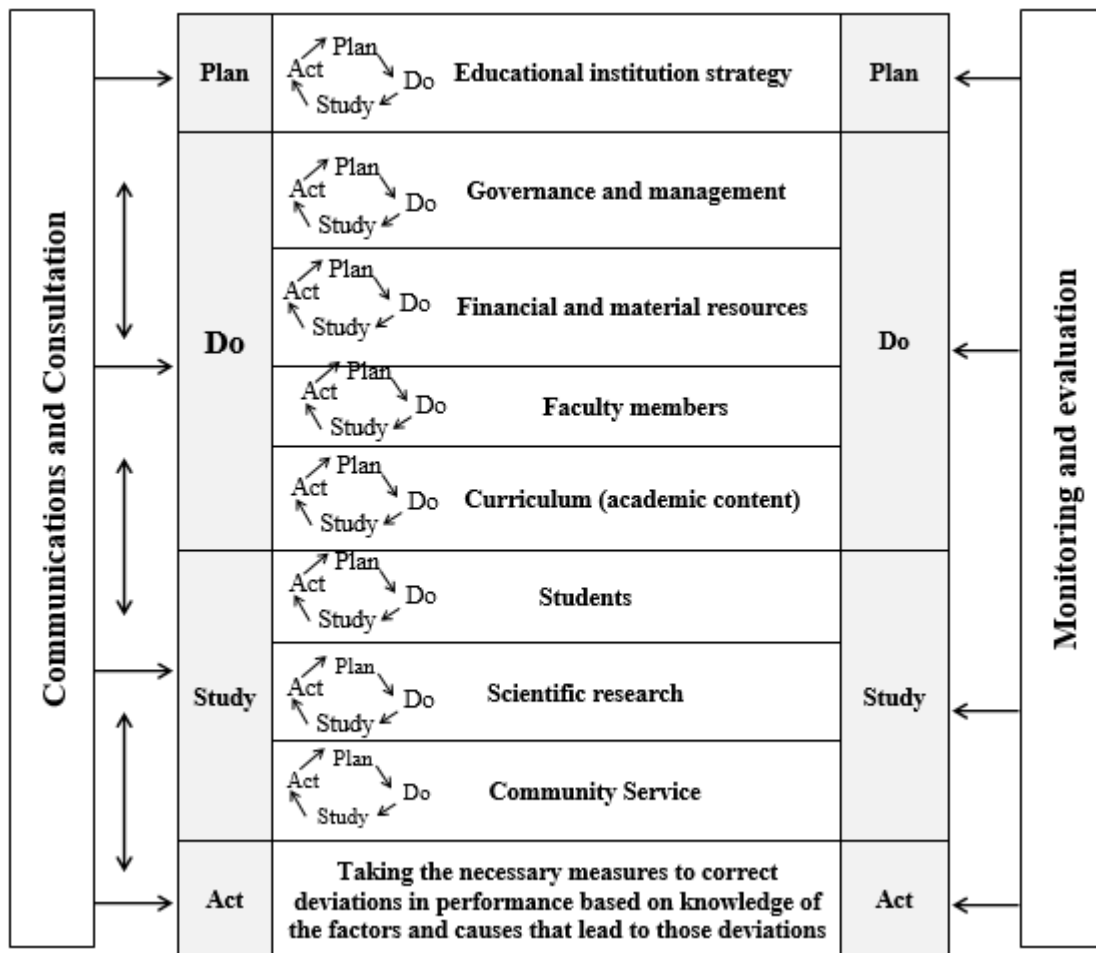 Communications and Consultation
Plan
Plan
Act
Do
Study
Educational institution strategy
Plan
Do
Plan
Act
Do
Study
Governance and management
Plan
Act
Do
Study
Financial and material resources
Plan
Act
Do
Study
Faculty members
Plan
Act
Do
Study
Curriculum (academic content)
Do
Study
Plan
Act
Do
Study
Students
Plan
Act
Do
Study
Scientific research
Plan
Act
Do
Study
Community Service
Study
Act
Taking the necessary measures to correct
deviations in performance based on knowledge of
the factors and causes that lead to those deviations
Act
Monitoring and evaluation